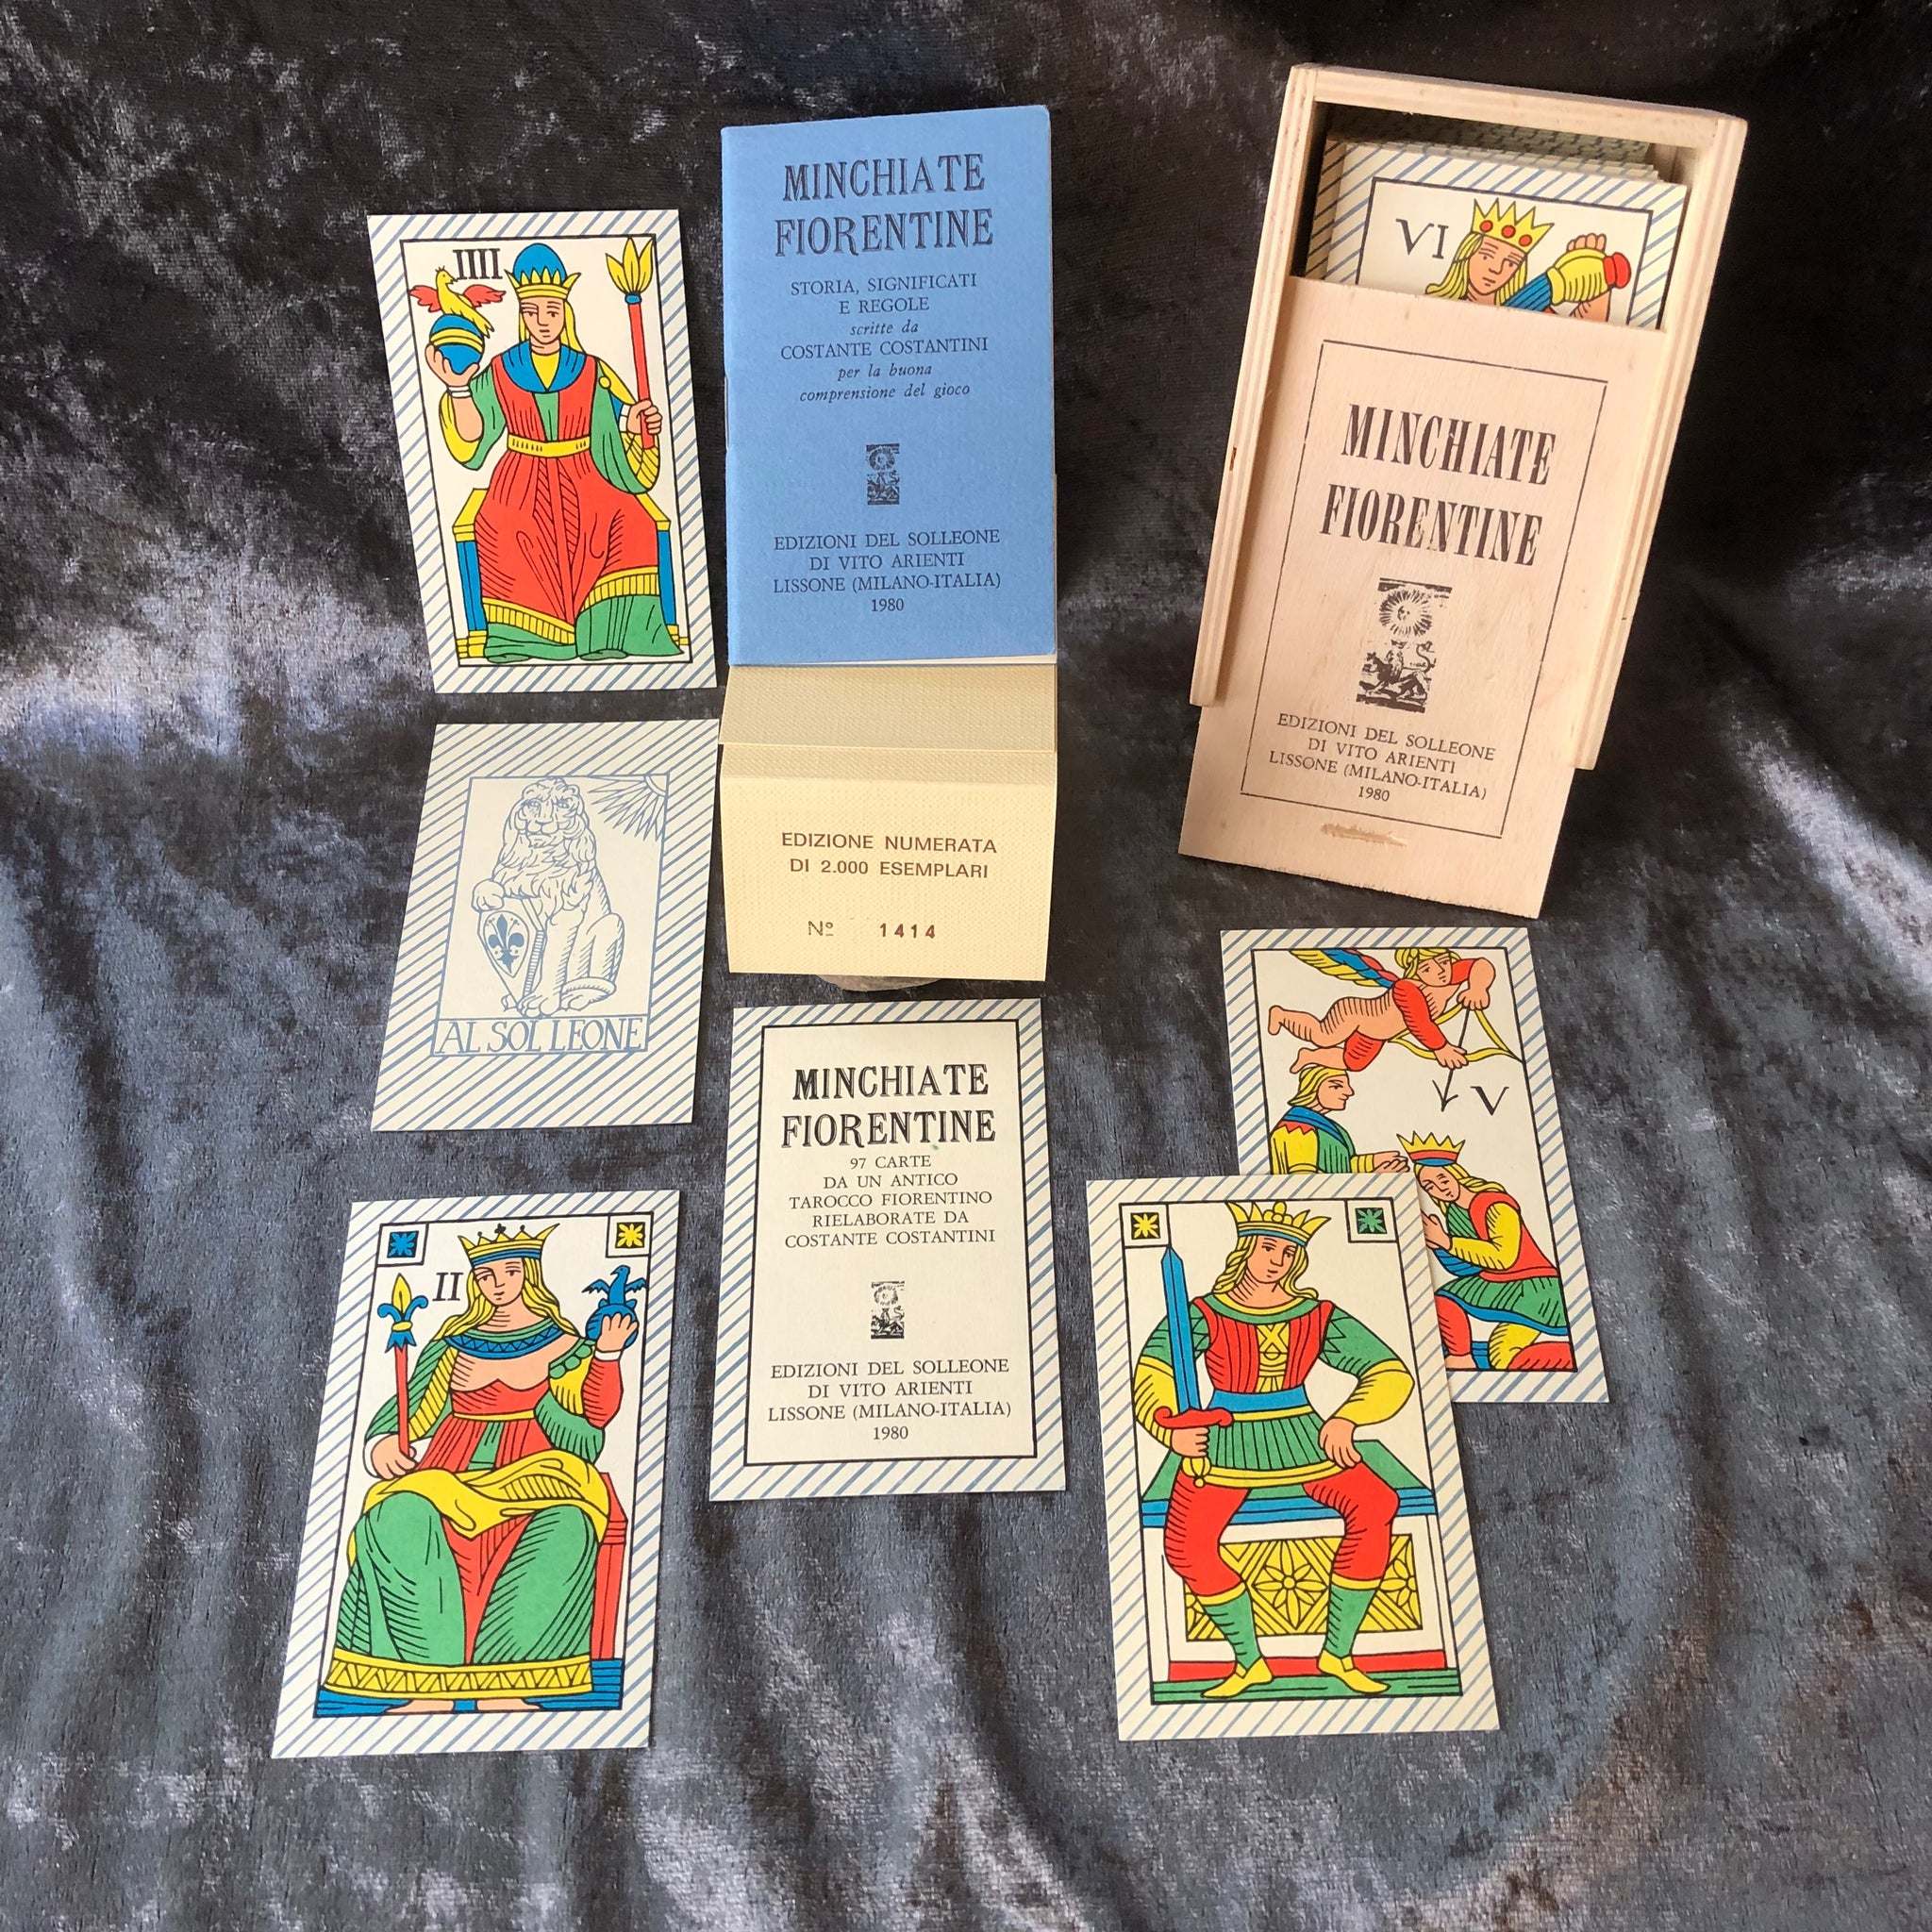 IIII
MINCHIATE
FIORENTINE
STORIA, SIGNIFICATI
E REGOLE
scritte da
COSTANTE COSTANTINI
per la buona
comprensione del gioco
EDIZIONI DEL SOLLEONE
DI VITO ARIENTI
LISSONE (MILANO-ITALIA)
1980
VI
MINCHIATE
FIORENTINE
EDIZIONI DEL SOLLEONE
DI VITO ARIENTI
LISSONE (MILANO-ITALIA)
1980
AL SOL LEONE
EDIZIONE NUMERATA
DI 2.000 ESEMPLARI
Nº 1414
MINCHIATE
FIORENTINE
97 CARTE
DA UN ANTICO
TAROCCO FIORENTINO
RIELABORATE DA
COSTANTE COSTANTINI
EDIZIONI DEL SOLLEONE
DI VITO ARIENTI
LISSONE (MILANO-ITALIA)
1980
V
II